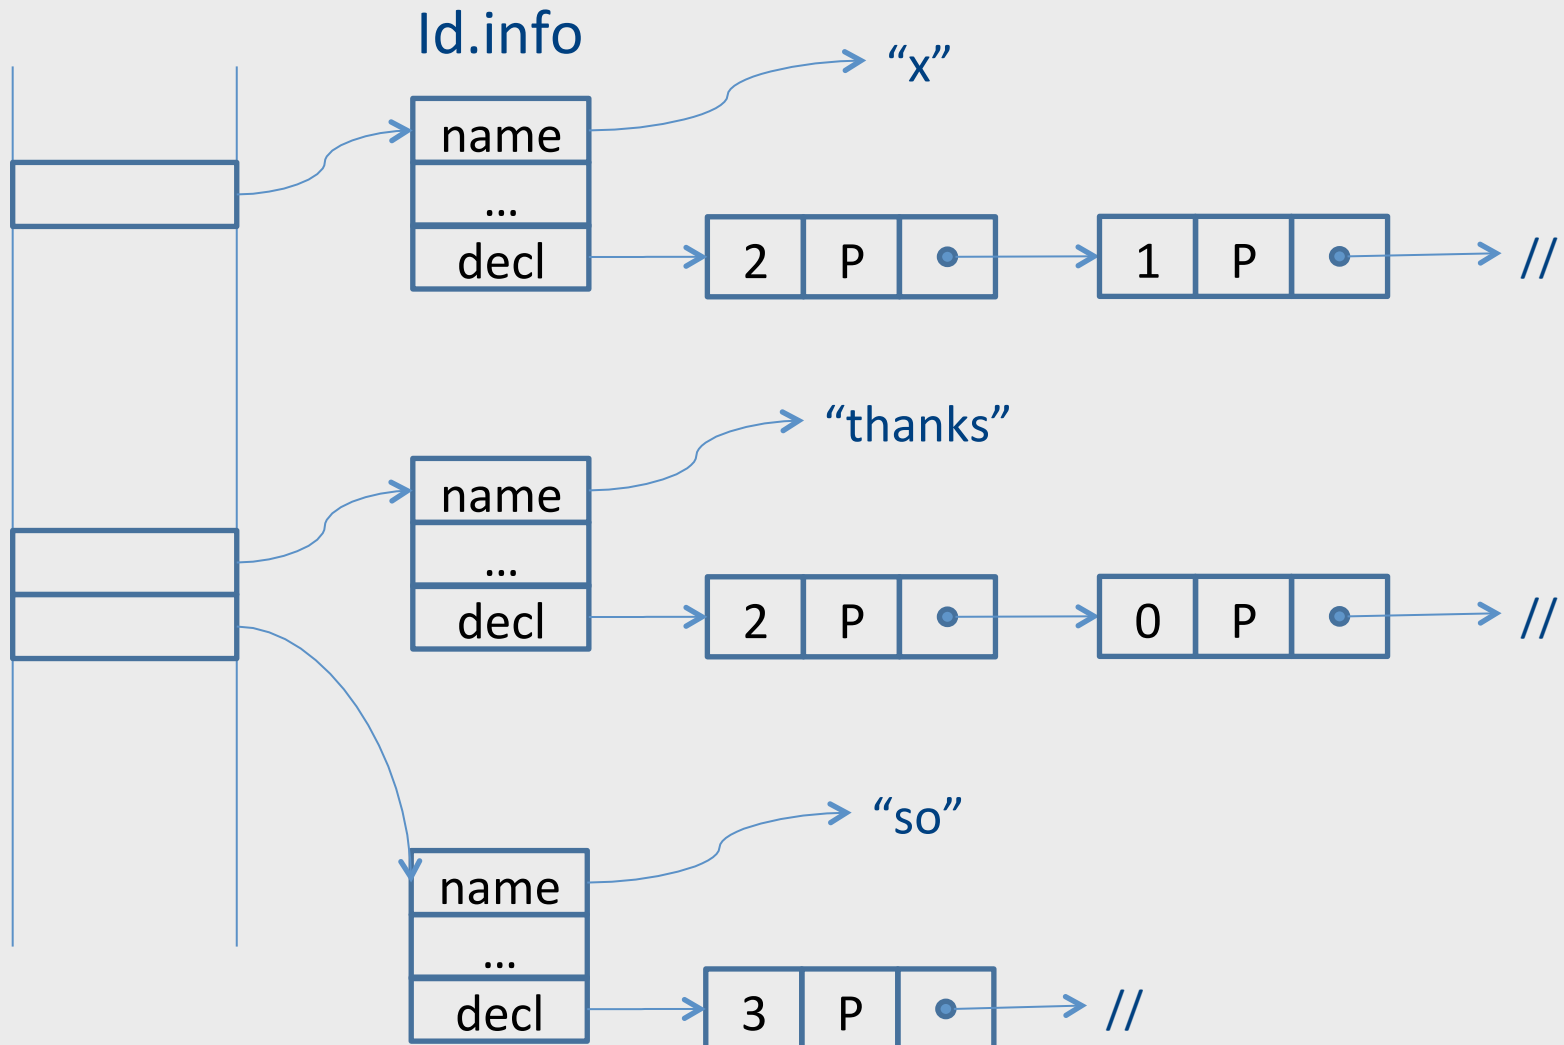 Id.info
“x”
name
...
decl
2 P
1 P
//
“thanks”
name
...
decl
2 P
0 P
//
“so”
name
...
decl
3 P
//